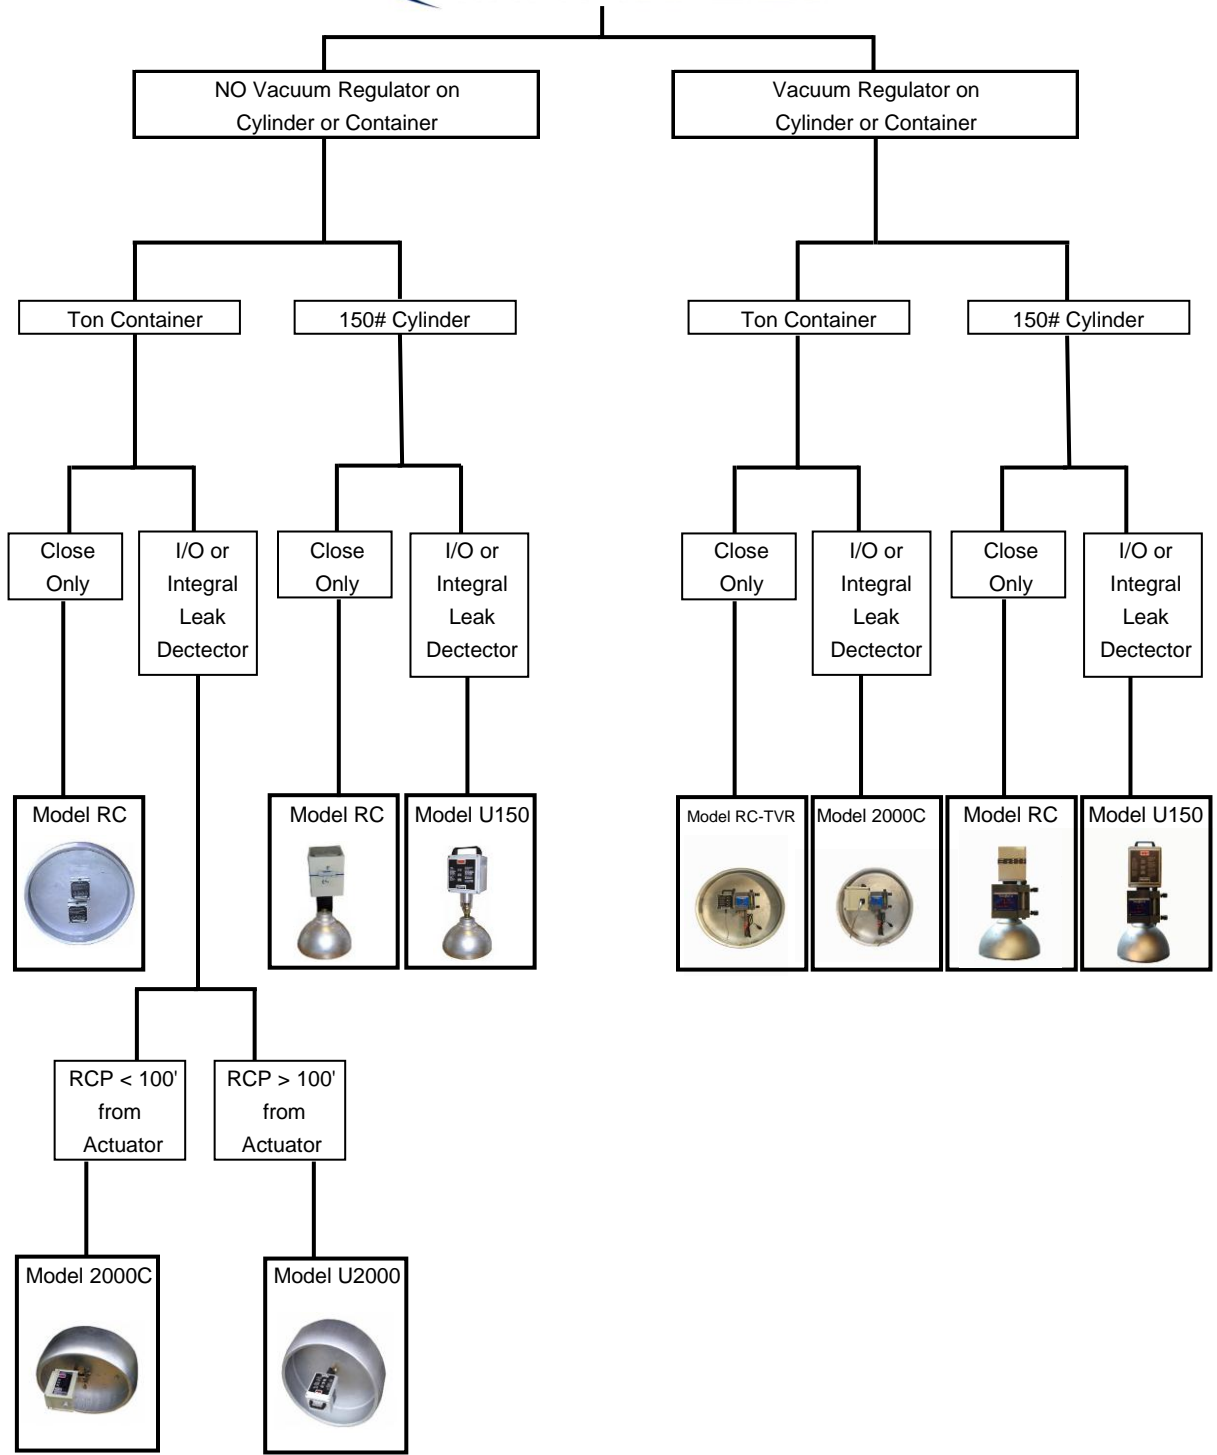 NO Vacuum Regulator on
Cylinder or Container
Vacuum Regulator on
Cylinder or Container
Ton Container
150# Cylinder
Ton Container
150# Cylinder
Close
Only
I/O or
Integral
Leak
Dectector
Close
Only
I/O or
Integral
Leak
Dectector
Close
Only
I/O or
Integral
Leak
Dectector
Close
Only
I/O or
Integral
Leak
Dectector
Model RC
Model RC
Model U150
Model RC-TVR
Model 2000C
Model RC
Model U150
RCP < 100'
from
Actuator
RCP > 100'
from
Actuator
Model 2000C
Model U2000